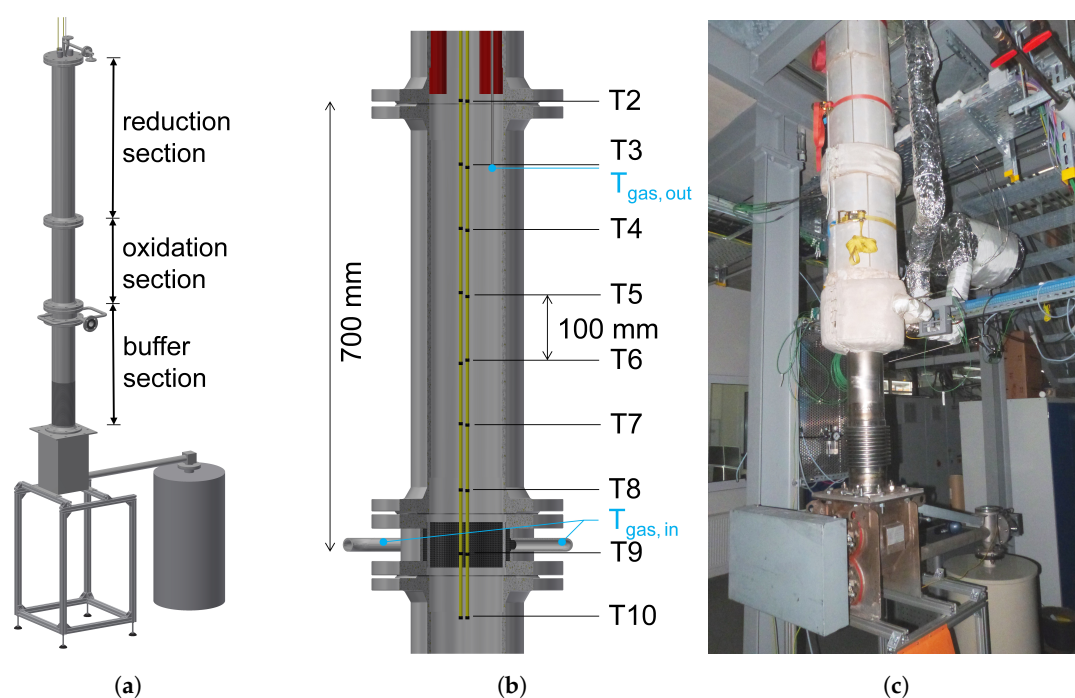 reduction
section
oxidation
section
buffer
section
(a)
700 mm
T2
T3
Tgas, out
T4
T5
100 mm
T6
T7
T8
Tgas, in
T9
T10
(b)
(c)